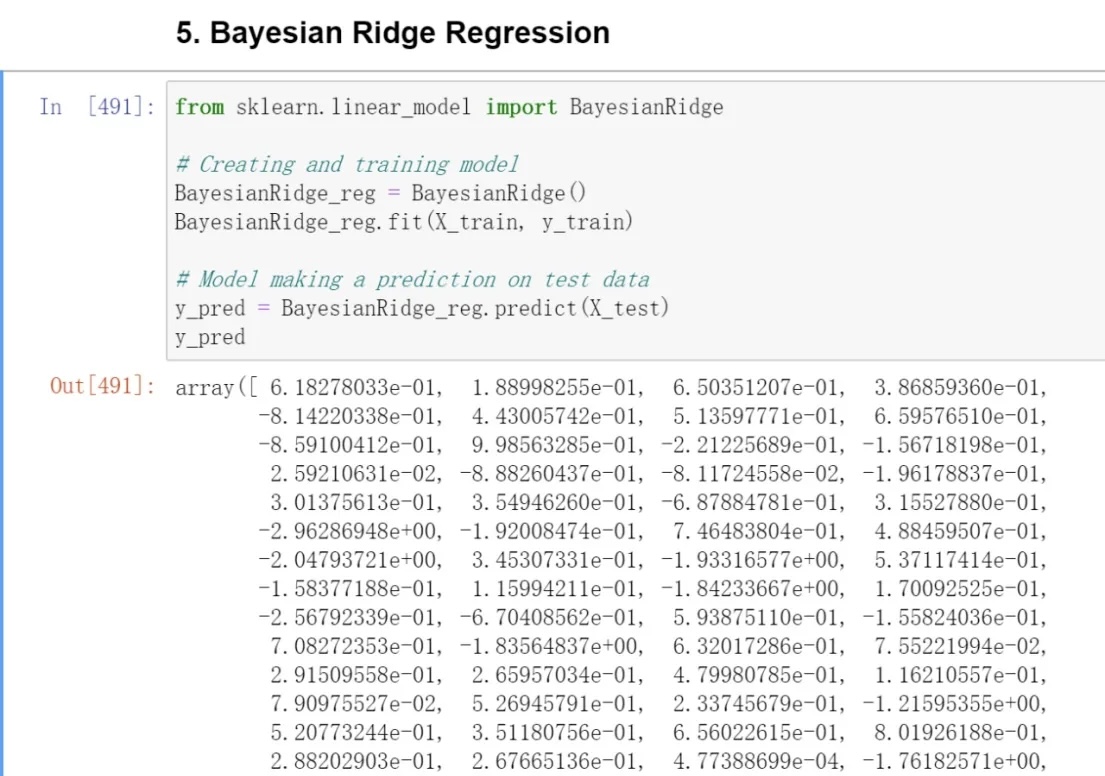 5. Bayesian Ridge Regression
In [491]: from sklearn.linear_model import BayesianRidge
# Creating and training model
BayesianRidge_reg = BayesianRidge()
BayesianRidge_reg.fit(X_train, y_train)
# Model making a prediction on test data
y_pred = BayesianRidge_reg.predict(X_test)
y_pred
Out[491]: array([ 6.18278033e-01, 1.88998255e-01, 6.50351207e-01, 3.86859360e-01,
-8.14220338e-01, 4.43005742e-01, 5.13597771e-01, 6.59576510e-01,
-8.59100412e-01, 9.98563285e-01, -2.21225689e-01, -1.56718198e-01,
2.59210631e-02, -8.88260437e-01, -8.11724558e-02, -1.96178837e-01,
3.01375613e-01, 3.54946260e-01, -6.87884781e-01, 3.15527880e-01,
-2.96286948e+00, -1.92008474e-01, 7.46483804e-01, 4.88459507e-01,
-2.04793721e+00, 3.45307331e-01, -1.93316577e+00, 5.37117414e-01,
-1.58377188e-01, 1.15994211e-01, -1.84233667e+00, 1.70092525e-01,
-2.56792339e-01, -6.70408562e-01, 5.93875110e-01, -1.55824036e-01,
7.08272353e-01, -1.83564837e+00, 6.32017286e-01, 7.55221994e-02,
2.91509558e-01, 2.65957034e-01, 4.79980785e-01, 1.16210557e-01,
7.90975527e-02, 5.26945791e-01, 2.33745679e-01, -1.21595355e+00,
5.20773244e-01, 3.51180756e-01, 6.56022615e-01, 8.01926188e-01,
2.88202903e-01, 2.67665136e-01, 4.77388699e-04, -1.76182571e+00,